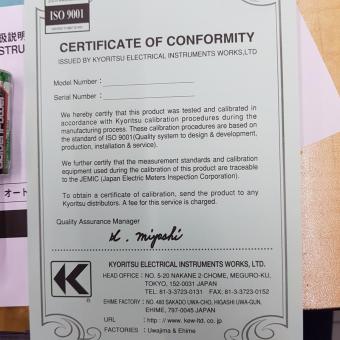 ISO 9001
CERTIFICATE OF CONFORMITY
ISSUED BY KYORITSU ELECTRICAL INSTRUMENTS WORKS,LTD
Model Number :
Serial Number :
We hereby certify that this product was tested and calibrated in
accordance with Kyoritsu calibration procedures during the
manufacturing process. These calibration procedures are based on
the standard of ISO 9001(Quality system to design & development,
production, installation & service).
We further certify that the measurement standards and calibration
equipment used during the calibration of this product are traceable
to the JEMIC (Japan Electric Meters Inspection Corporation).
To obtain a certificate of calibration, send the product to any
Kyoritsu distributors. A fee for this service is charged.
Quality Assurance Manager
K. miyoshi
KYORITSU ELECTRICAL INSTRUMENTS WORKS, LTD.
HEAD OFFICE : NO. 5-20 NAKANE 2-CHOME, MEGURO-KU,
TOKYO, 152-0031 JAPAN
TEL: 81-3-3723-0131 FAX: 81-3-3723-0152
EHIME FACTORY : NO. 480 SAKADO UWA-CHO, HIGASHI UWA-GUN,
EHIME, 797-0045 JAPAN
URL : http://www.kew-ltd.co.jp
FACTORIES : Uwajima & Ehime
扱説明
STRU
オート